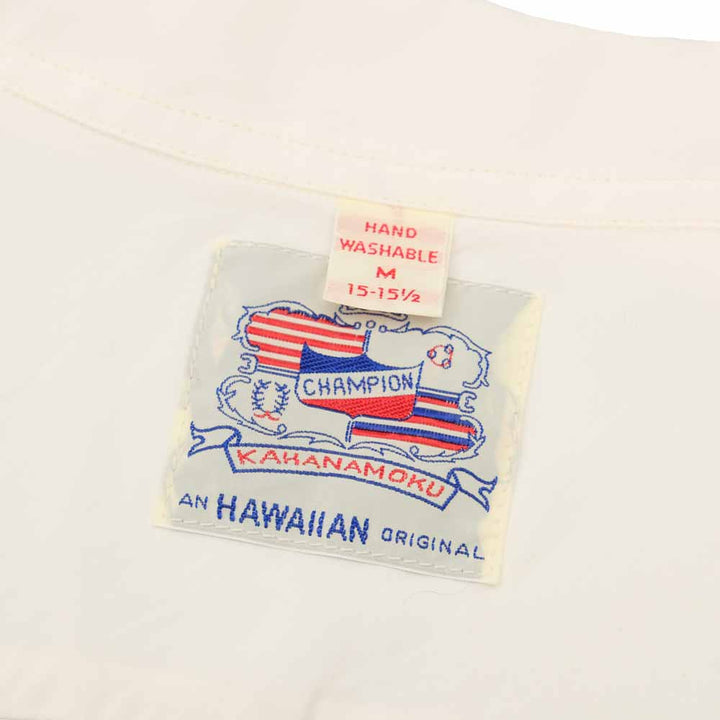 HAND
WASHABLE
M
15-15½
CHAMPION
KAHANAMOKU
AN HAWAIIAN ORIGINAL